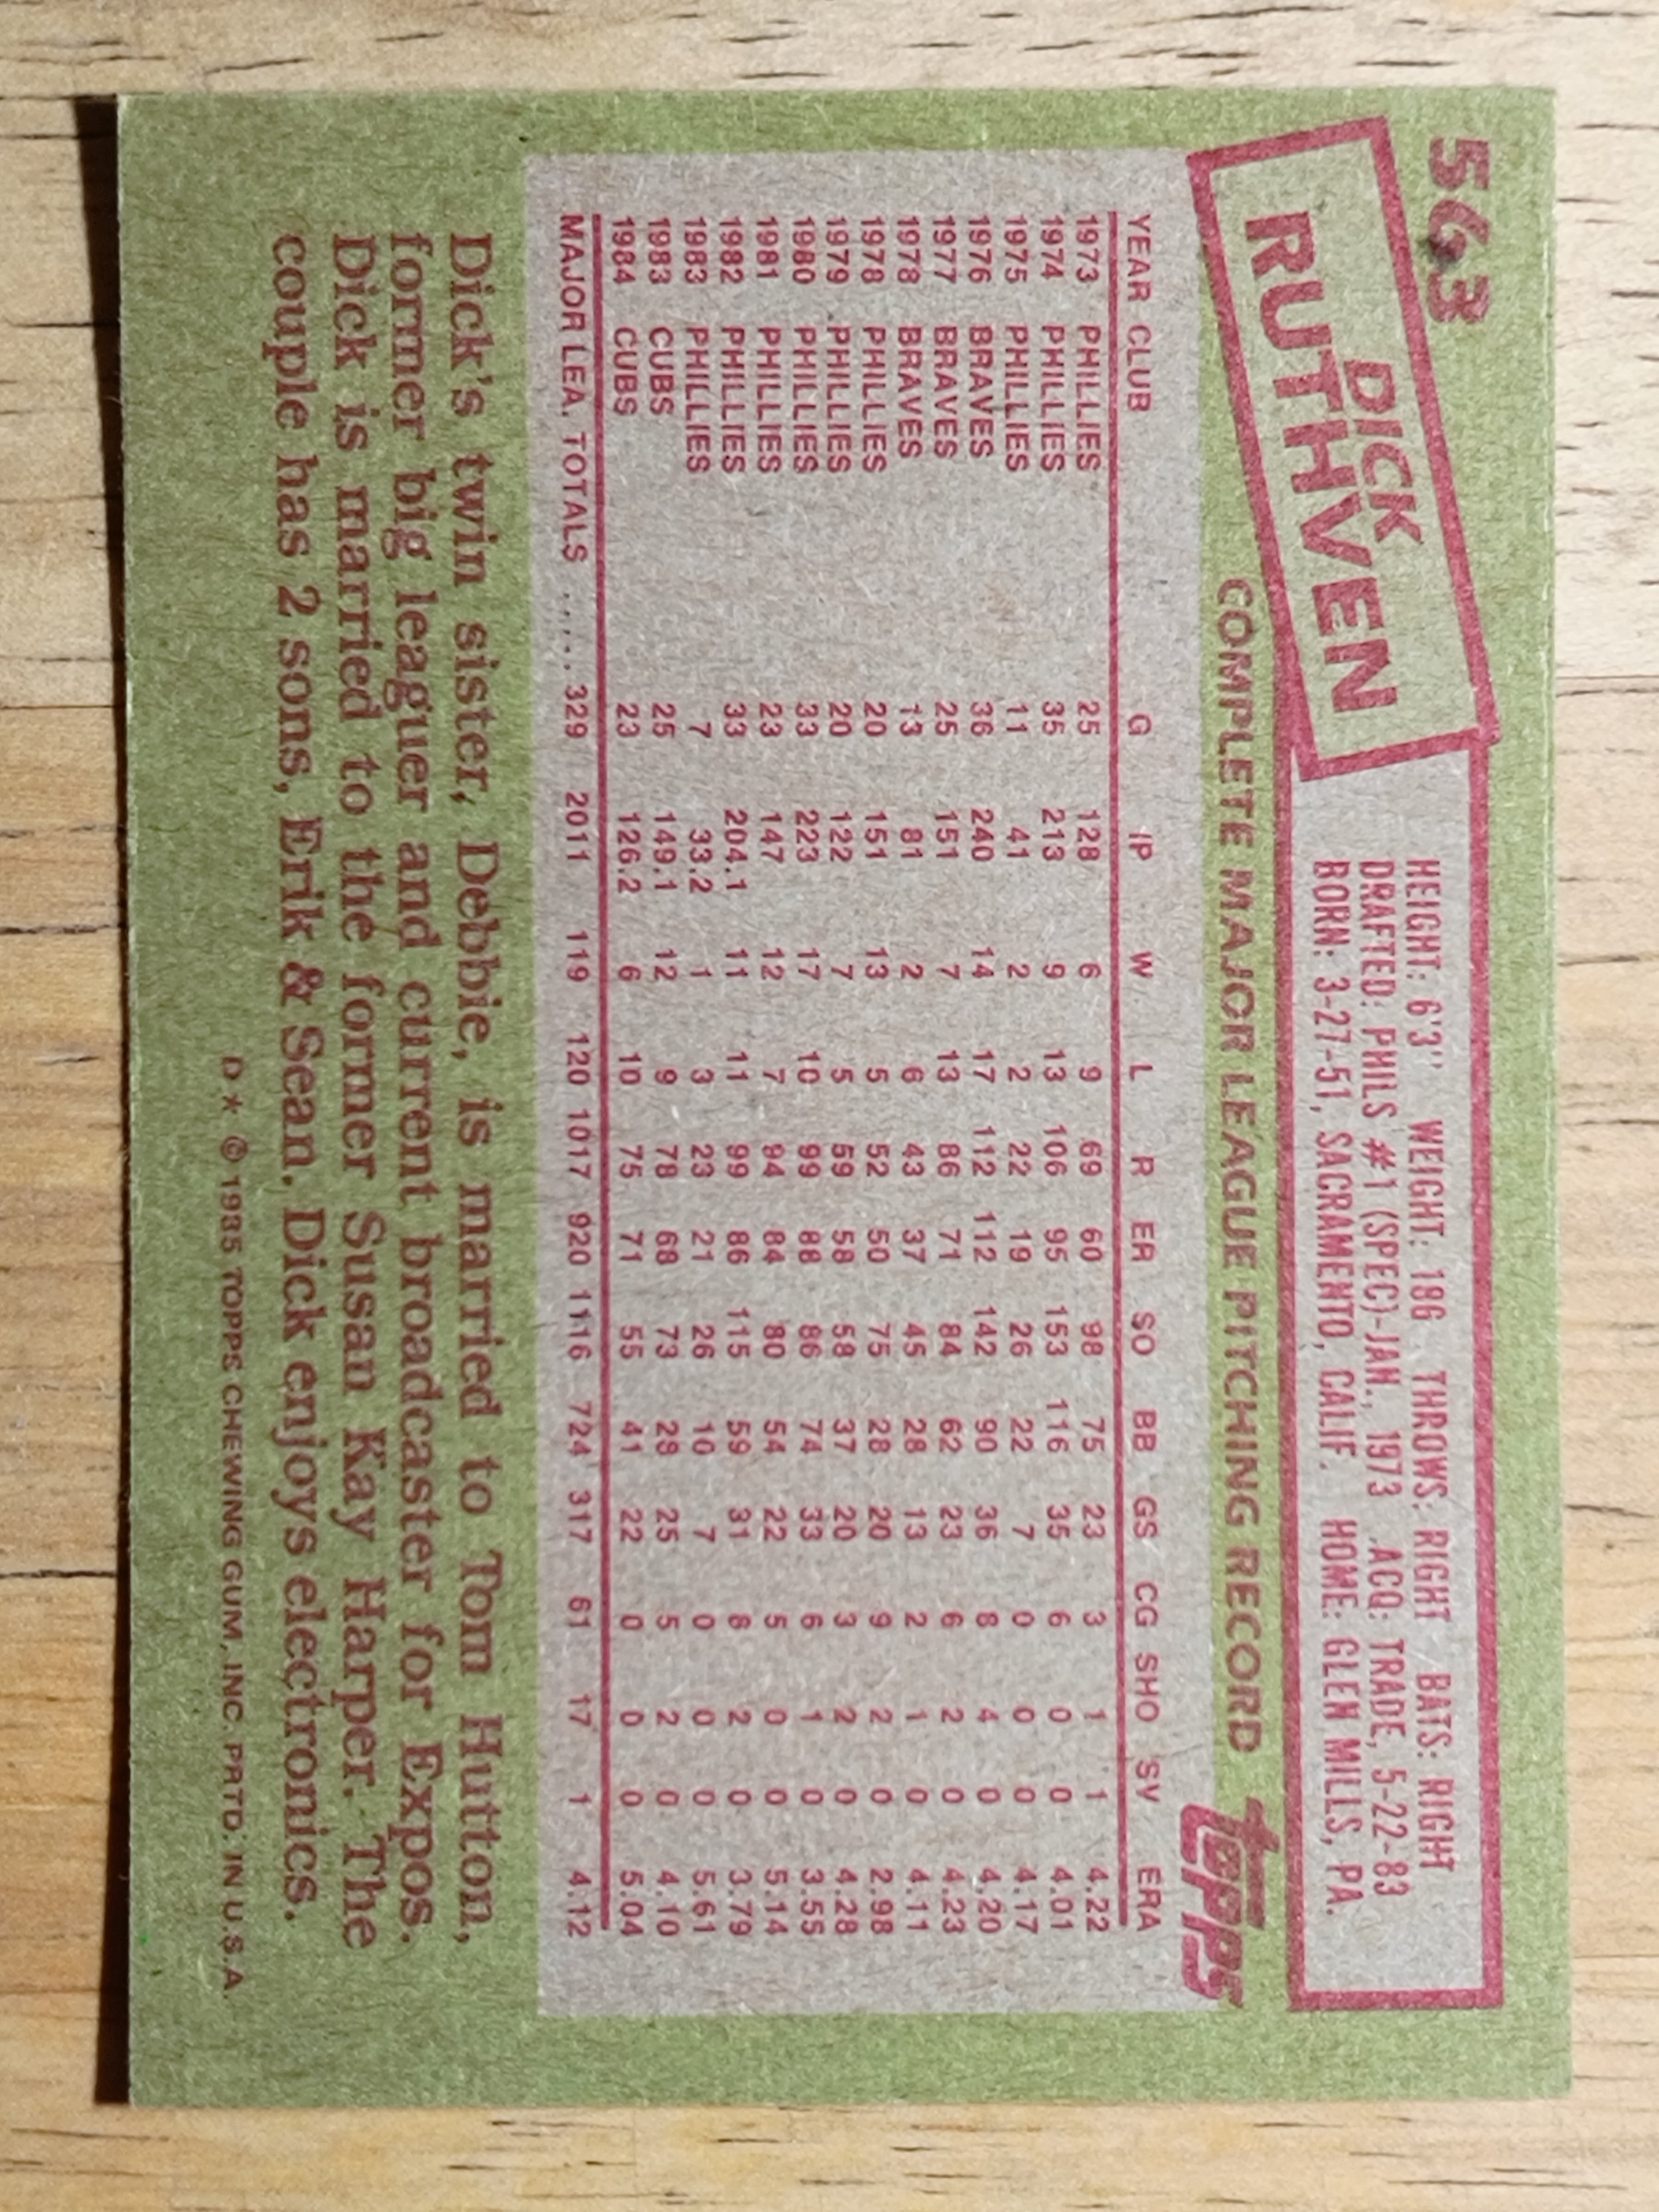 563
DICK
RUTHVEN
HEIGHT: 6'3" WEIGHT: 186 THROWS: RIGHT BATS: RIGHT
DRAFTED: PHILS #1 (SPEC)-JAN., 1973 ACQ: TRADE, 5-22-83
BORN: 3-27-51, SACRAMENTO, CALIF. HOME: GLEN MILLS, PA.
COMPLETE MAJOR LEAGUE PITCHING RECORD
topps
YEAR CLUB G IP W L R ER SO BB GS CG SHO SV ERA
1973 PHILLIES 25 128 6 9 69 60 98 75 23 3 1 1 4.22
1974 PHILLIES 35 213 9 13 106 95 153 116 35 6 0 0 4.01
1975 PHILLIES 11 41 2 2 22 19 26 22 7 0 0 0 4.17
1976 BRAVES 36 240 14 17 112 112 142 90 36 8 4 0 4.20
1977 BRAVES 25 151 7 13 86 71 84 62 23 6 2 0 4.23
1978 BRAVES 13 81 2 6 43 37 45 28 13 2 1 0 4.11
1978 PHILLIES 20 151 13 5 52 50 75 28 20 9 2 0 2.98
1979 PHILLIES 20 122 7 5 59 58 58 37 20 3 2 0 4.28
1980 PHILLIES 33 223 17 10 99 88 86 74 33 6 1 0 3.55
1981 PHILLIES 23 147 12 7 94 84 80 54 22 5 0 0 5.14
1982 PHILLIES 33 204.1 11 11 99 86 115 59 31 8 2 0 3.79
1983 PHILLIES 7 33.2 1 3 23 21 26 10 7 0 0 0 5.61
1983 CUBS 25 149.1 12 9 78 68 73 28 25 5 2 0 4.10
1984 CUBS 23 126.2 6 10 75 71 55 41 22 0 0 0 5.04
MAJOR LEA. TOTALS ...... 329 2011 119 120 1017 920 1116 724 317 61 17 1 4.12
Dick's twin sister, Debbie, is married to Tom Hutton,
former big leaguer and current broadcaster for Expos.
Dick is married to the former Susan Kay Harper. The
couple has 2 sons, Erik & Sean. Dick enjoys electronics.
D * © 1985 TOPPS CHEWING GUM, INC. PRTD. IN U.S.A.